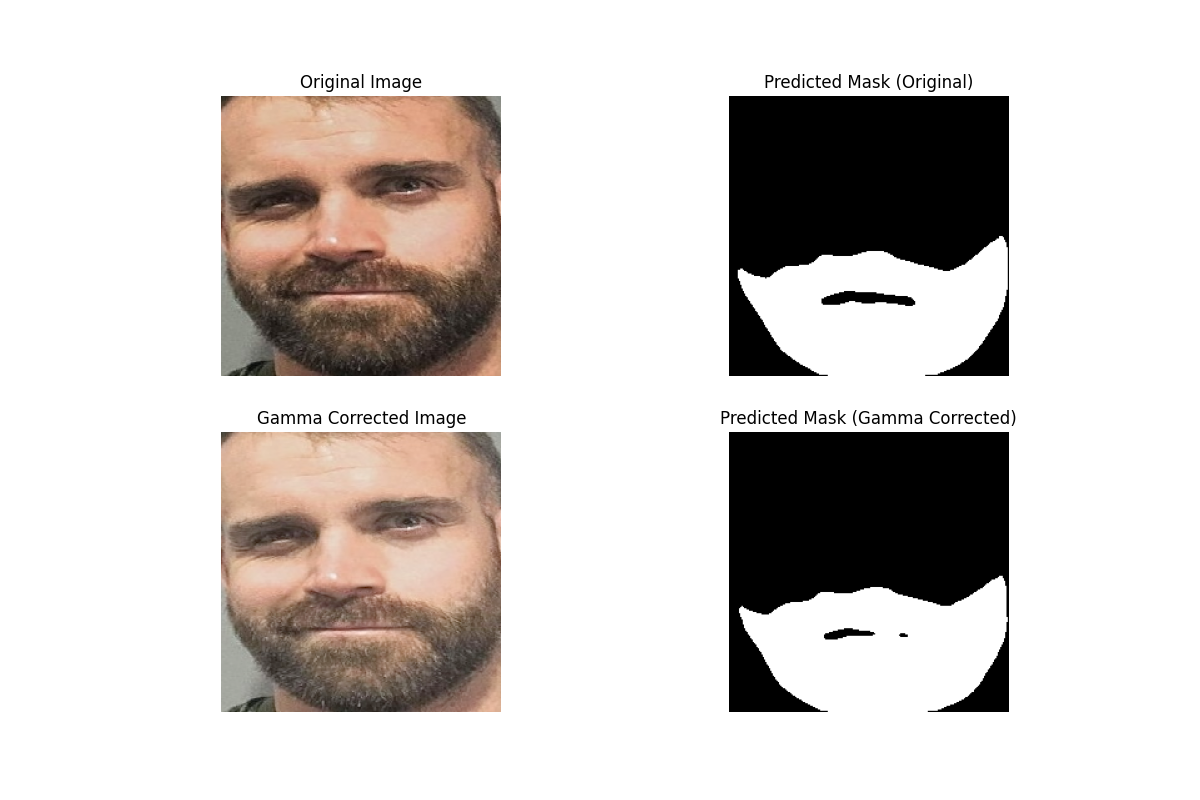 Original Image
Predicted Mask (Original)
Gamma Corrected Image
Predicted Mask (Gamma Corrected)